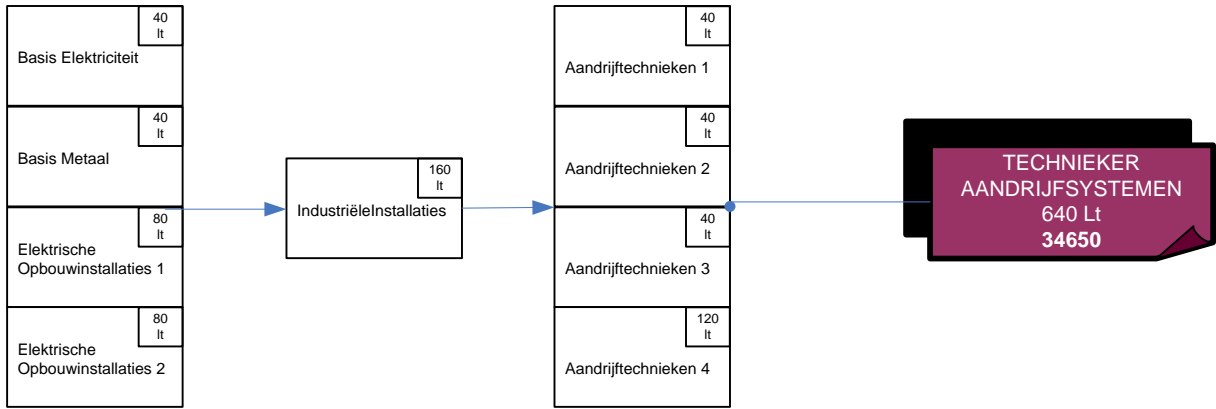 40
lt
Basis Elektriciteit
40
lt
Basis Metaal
80
lt
Elektrische
Opbouwinstallaties 1
80
lt
Elektrische
Opbouwinstallaties 2
160
lt
IndustriëleInstallaties
40
lt
Aandrijftechnieken 1
40
lt
Aandrijftechnieken 2
40
lt
Aandrijftechnieken 3
120
lt
Aandrijftechnieken 4
TECHNIEKER
AANDRIJFSYSTEMEN
640 Lt
34650